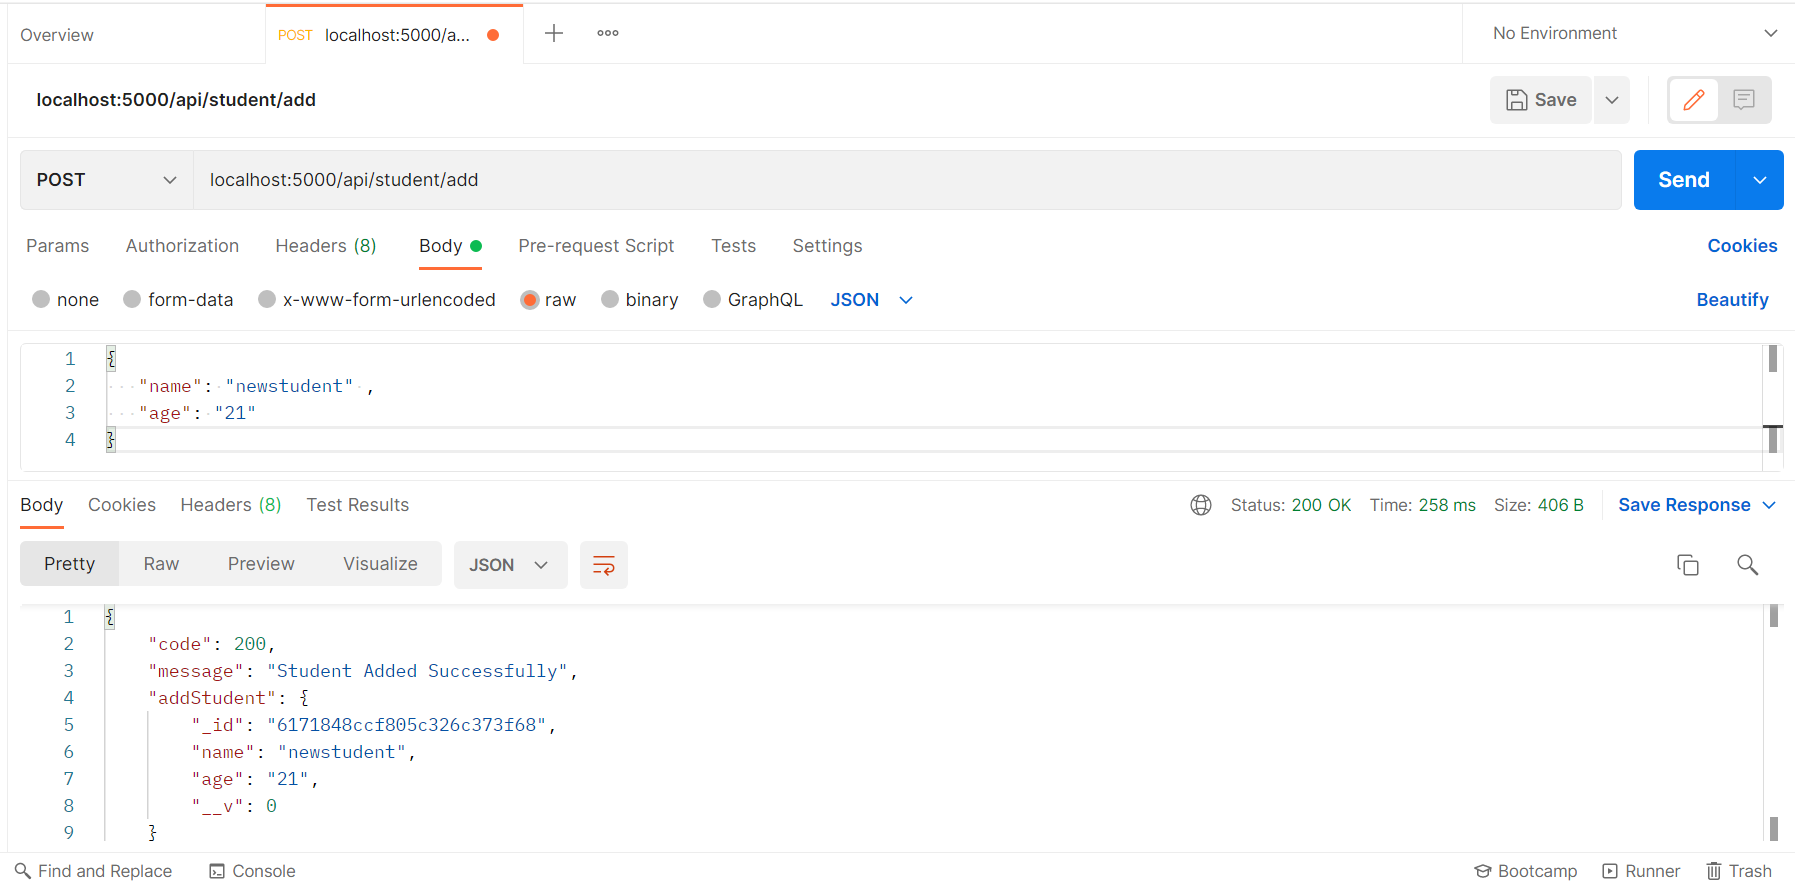 Overview
POST localhost:5000/a...
No Environment
localhost:5000/api/student/add
Save
POST
localhost:5000/api/student/add
Send
Params Authorization Headers (8) Body Pre-request Script Tests Settings Cookies
none form-data x-www-form-urlencoded raw binary GraphQL JSON Beautify
1 {
2 "name": "newstudent" ,
3 "age": "21"
4 }
Body Cookies Headers (8) Test Results Status: 200 OK Time: 258 ms Size: 406 B Save Response
Pretty Raw Preview Visualize JSON
1 {
2 "code": 200,
3 "message": "Student Added Successfully",
4 "addStudent": {
5 "_id": "6171848ccf805c326c373f68",
6 "name": "newstudent",
7 "age": "21",
8 "__v": 0
9 }
Find and Replace Console Bootcamp Runner Trash